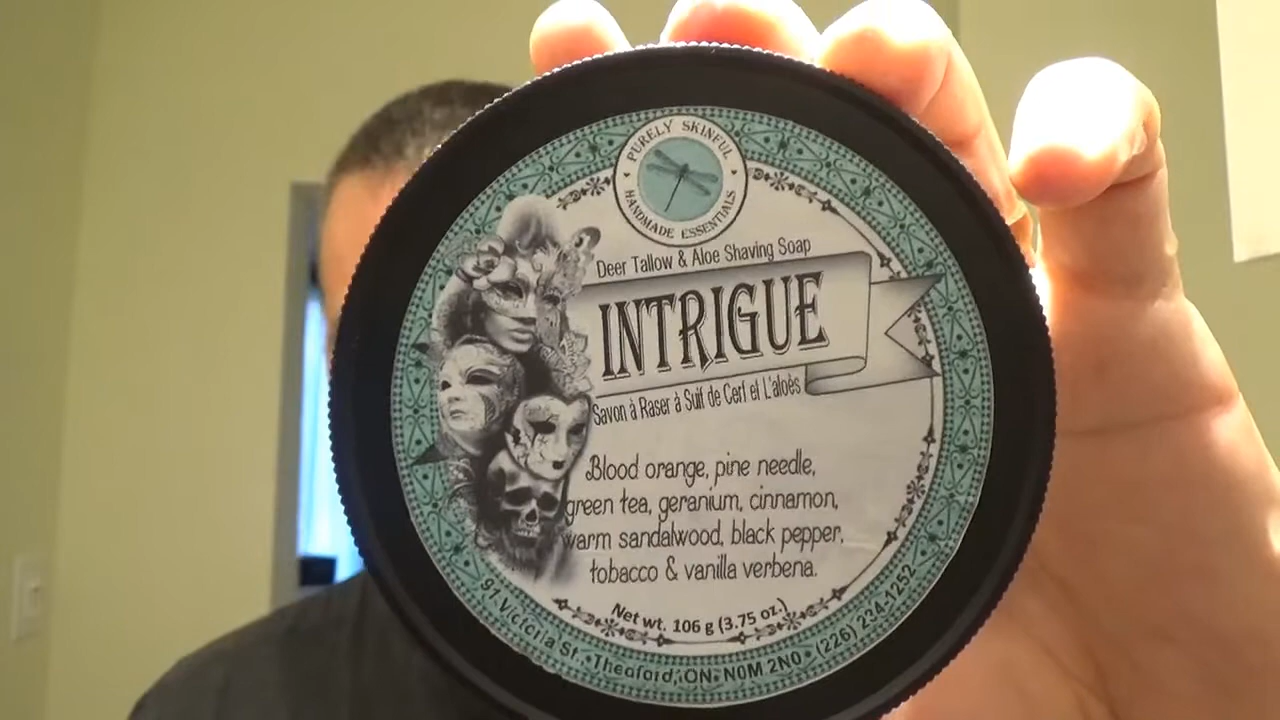 PURELY SKINFUL
HANDMADE ESSENTIALS
Deer Tallow & Aloe Shaving Soap
INTRIGUE
Savon à Raser à Suif de Cerf et L'aloès
Blood orange, pine needle,
green tea, geranium, cinnamon,
warm sandalwood, black pepper,
tobacco & vanilla verbena.
Net wt. 106 g (3.75 oz.)
91 Victoria St. • Thedford, ON• N0M 2N0 • (226) 234-1252